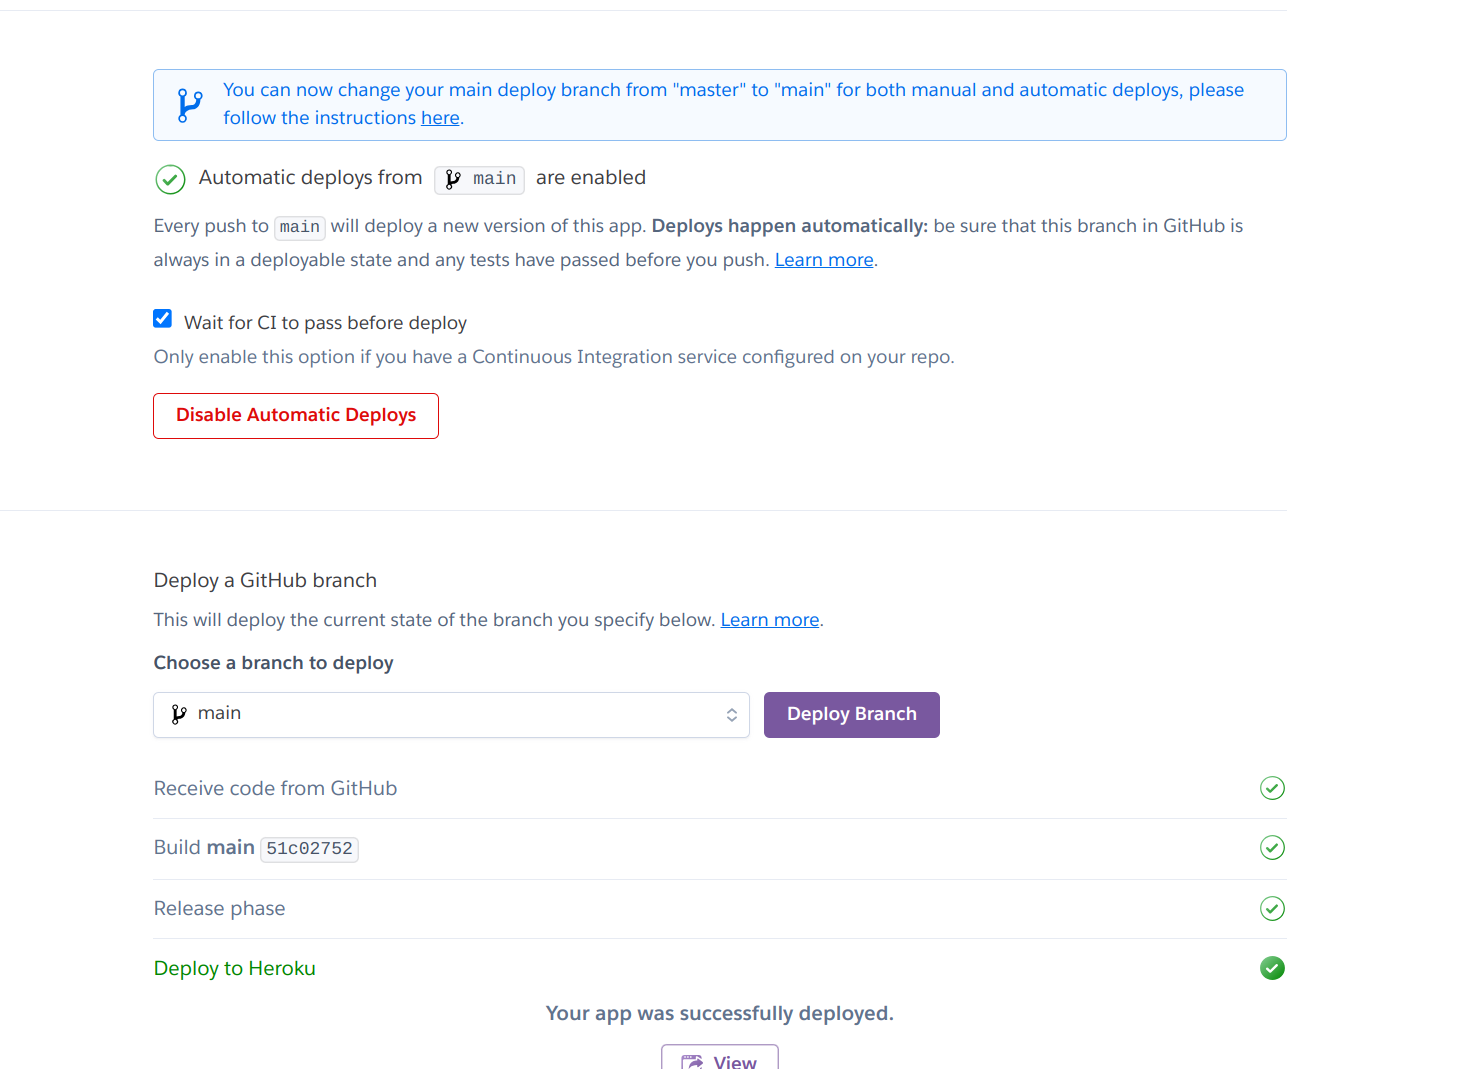 You can now change your main deploy branch from "master" to "main" for both manual and automatic deploys, please
follow the instructions here.
Automatic deploys from main are enabled
Every push to main will deploy a new version of this app. Deploys happen automatically: be sure that this branch in GitHub is
always in a deployable state and any tests have passed before you push. Learn more.
Wait for CI to pass before deploy
Only enable this option if you have a Continuous Integration service configured on your repo.
Disable Automatic Deploys
Deploy a GitHub branch
This will deploy the current state of the branch you specify below. Learn more.
Choose a branch to deploy
main
Deploy Branch
Receive code from GitHub
Build main 51c02752
Release phase
Deploy to Heroku
Your app was successfully deployed.
View